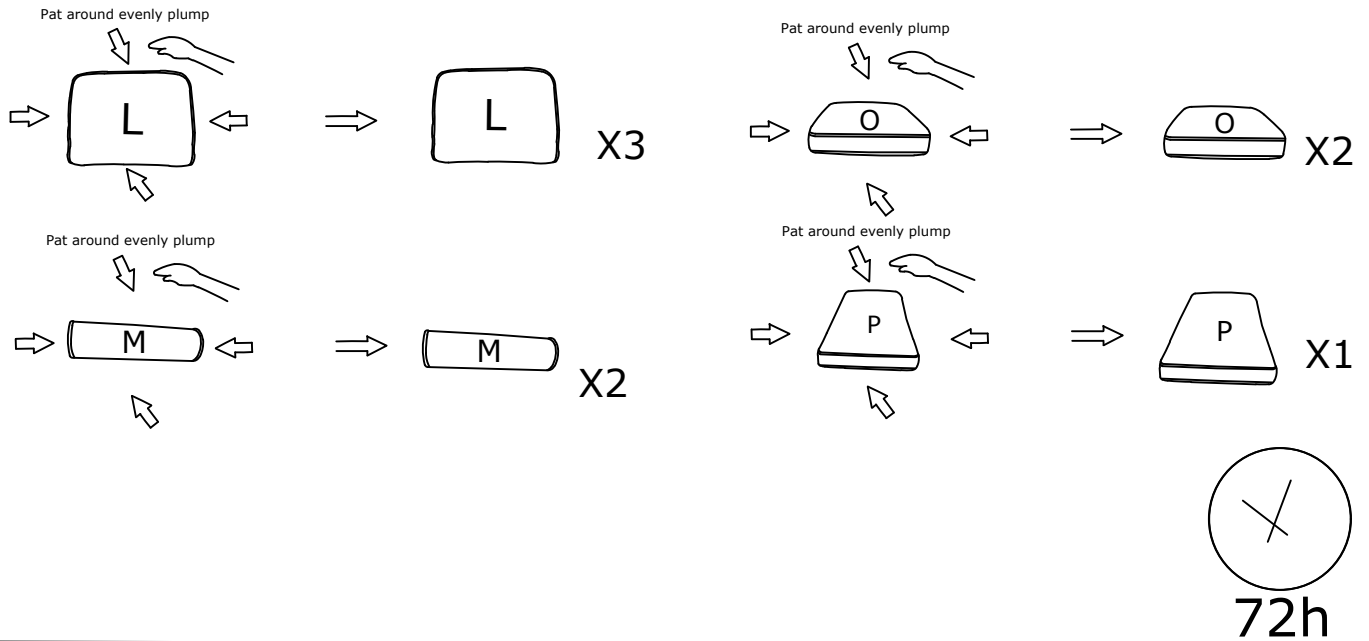 Pat around evenly plump
L
L
X3
Pat around evenly plump
O
O
X2
Pat around evenly plump
M
M
X2
Pat around evenly plump
P
P
X1
72h